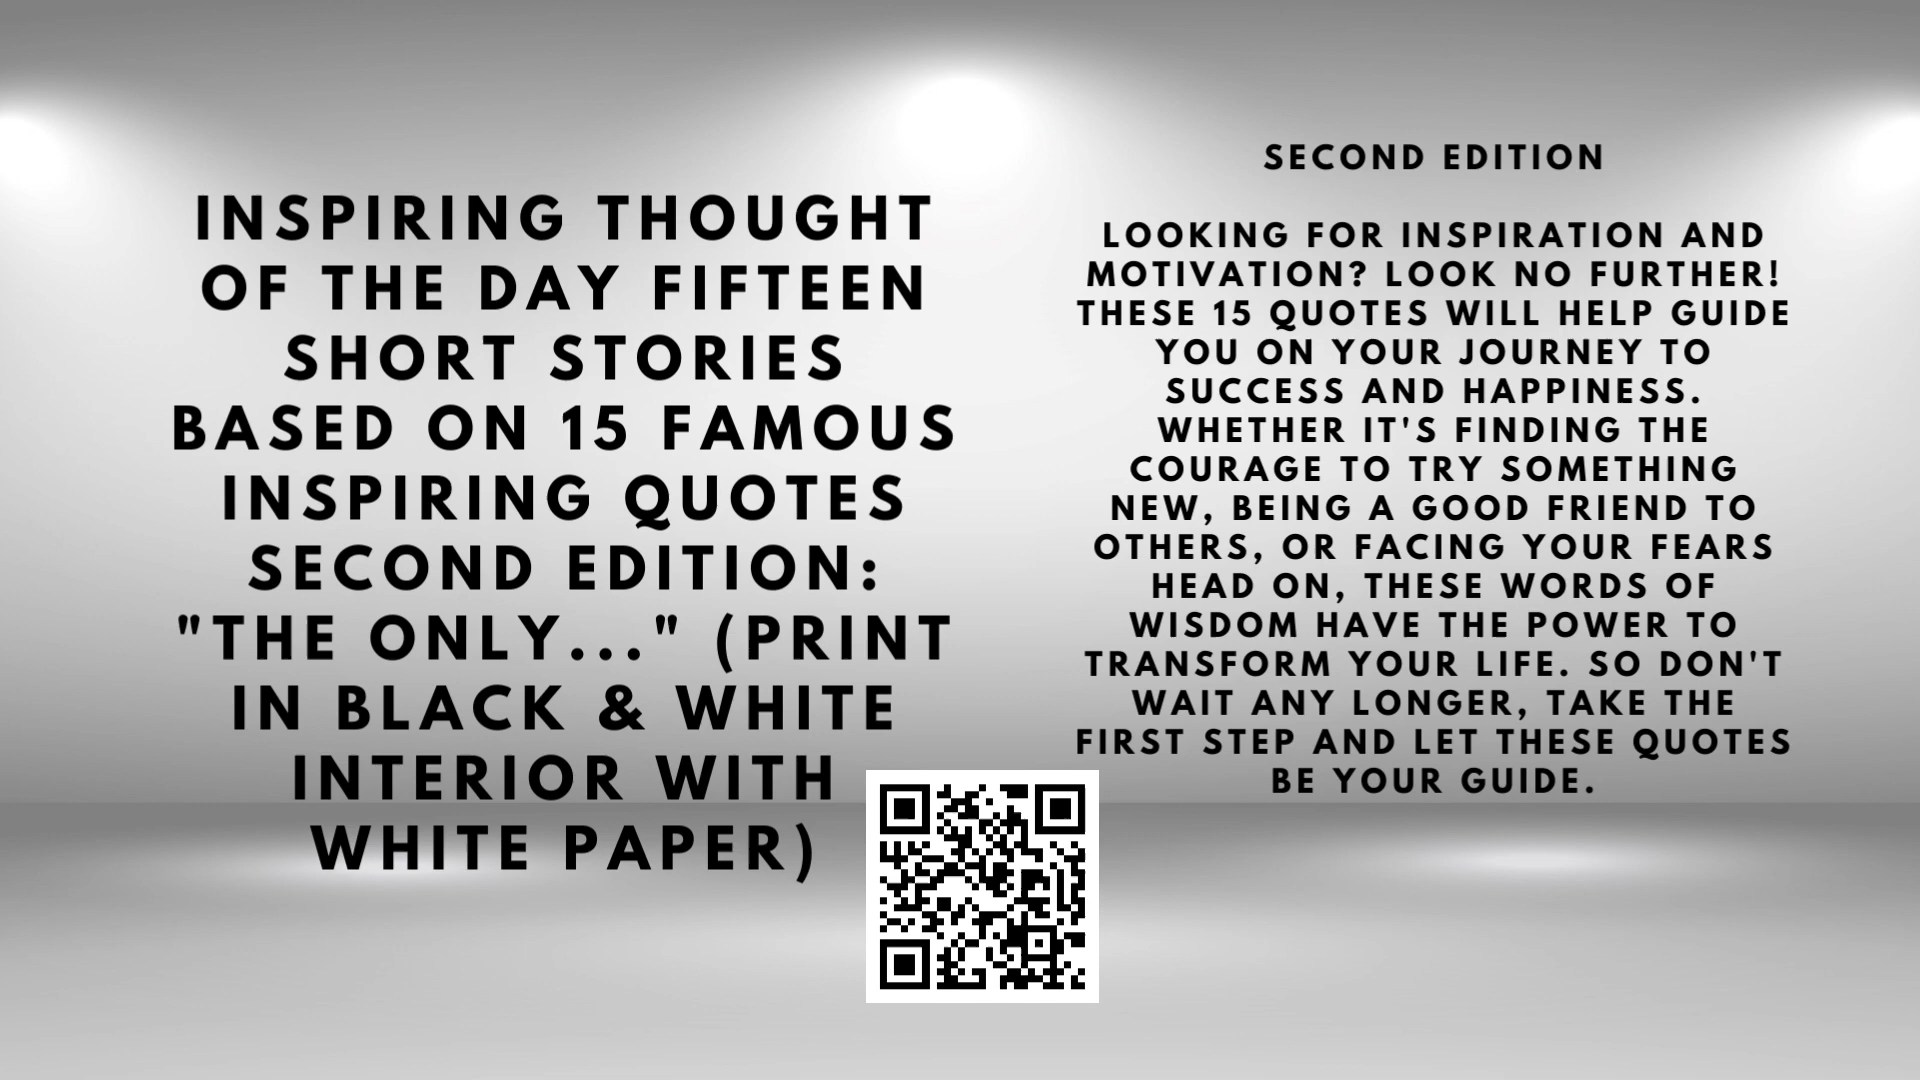 INSPIRING THOUGHT
OF THE DAY FIFTEEN
SHORT STORIES
BASED ON 15 FAMOUS
INSPIRING QUOTES
SECOND EDITION:
"THE ONLY..." (PRINT
IN BLACK & WHITE
INTERIOR WITH
WHITE PAPER)
SECOND EDITION
LOOKING FOR INSPIRATION AND
MOTIVATION? LOOK NO FURTHER!
THESE 15 QUOTES WILL HELP GUIDE
YOU ON YOUR JOURNEY TO
SUCCESS AND HAPPINESS.
WHETHER IT'S FINDING THE
COURAGE TO TRY SOMETHING
NEW, BEING A GOOD FRIEND TO
OTHERS, OR FACING YOUR FEARS
HEAD ON, THESE WORDS OF
WISDOM HAVE THE POWER TO
TRANSFORM YOUR LIFE. SO DON'T
WAIT ANY LONGER, TAKE THE
FIRST STEP AND LET THESE QUOTES
BE YOUR GUIDE.